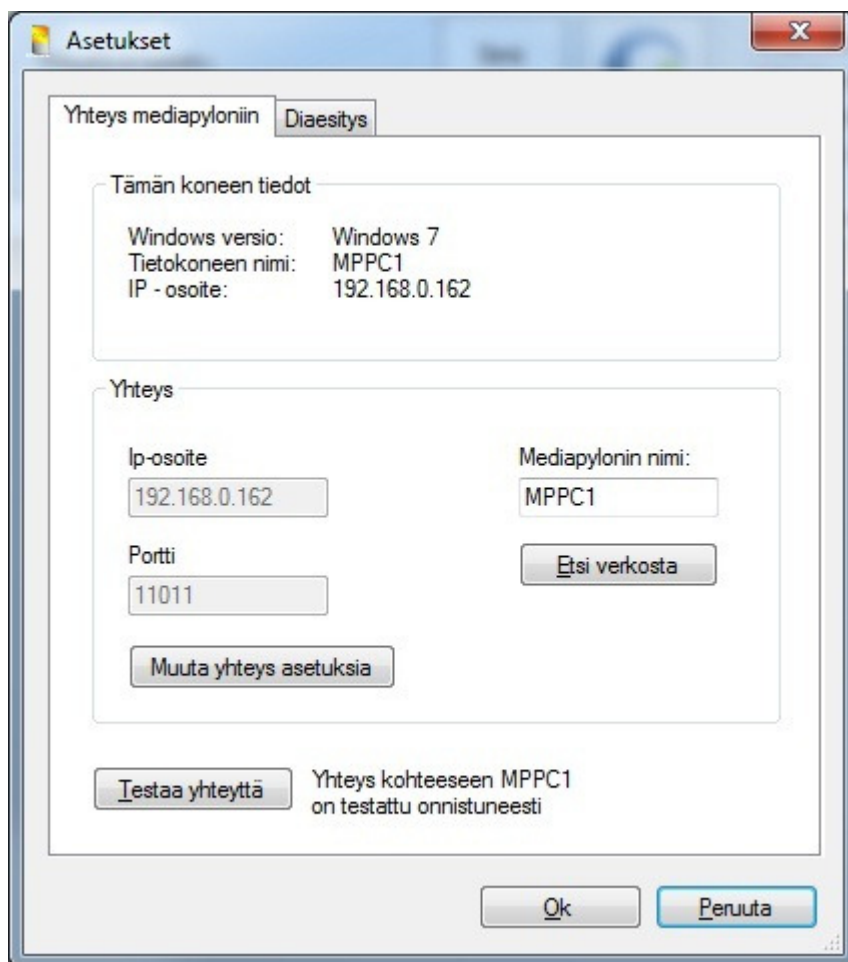 Asetukset
Yhteys mediapyloniin
Diaesitys
Tämän koneen tiedot
Windows versio: Windows 7
Tietokoneen nimi: MPPC1
IP - osoite: 192.168.0.162
Yhteys
Ip-osoite
192.168.0.162
Mediapylonin nimi:
MPPC1
Portti
11011
Etsi verkosta
Muuta yhteys asetuksia
Testaa yhteyttä
Yhteys kohteeseen MPPC1
on testattu onnistuneesti
Ok
Peruuta